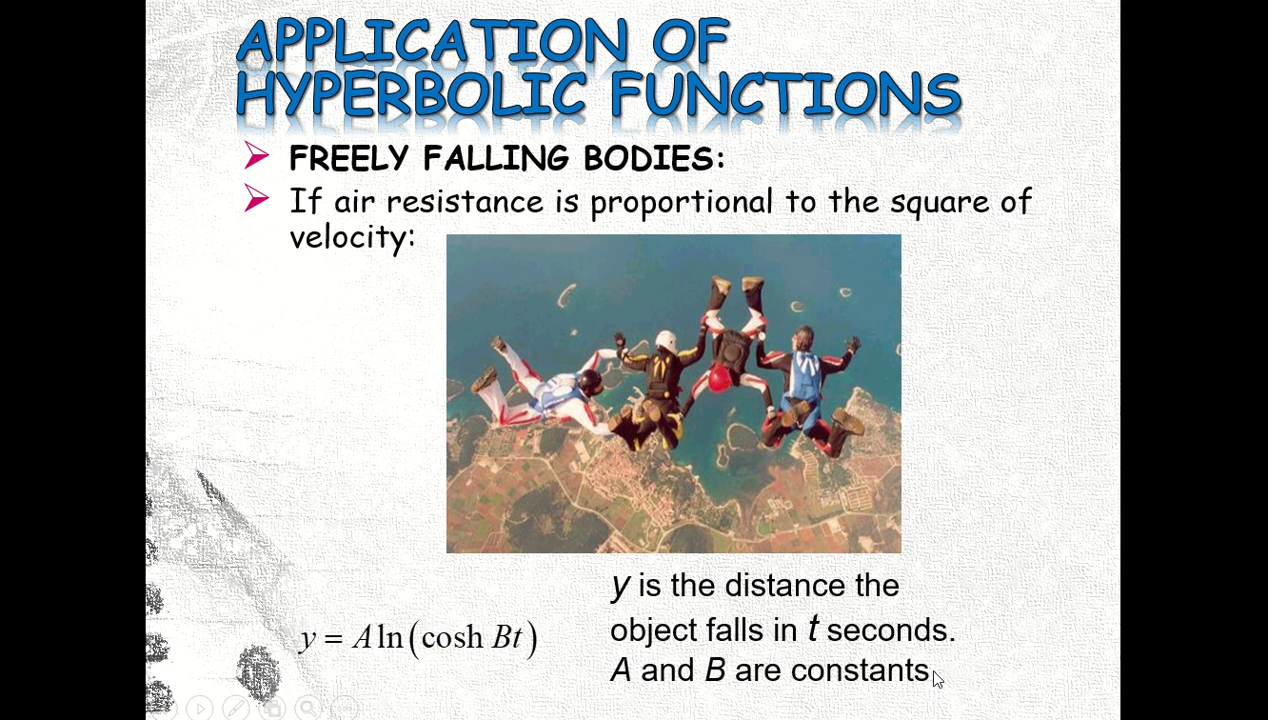 APPLICATION OF
HYPERBOLIC FUNCTIONS
FREELY FALLING BODIES:
If air resistance is proportional to the square of
velocity:
y is the distance the
object falls in t seconds.
y = A ln(cosh Bt)
A and B are constants.